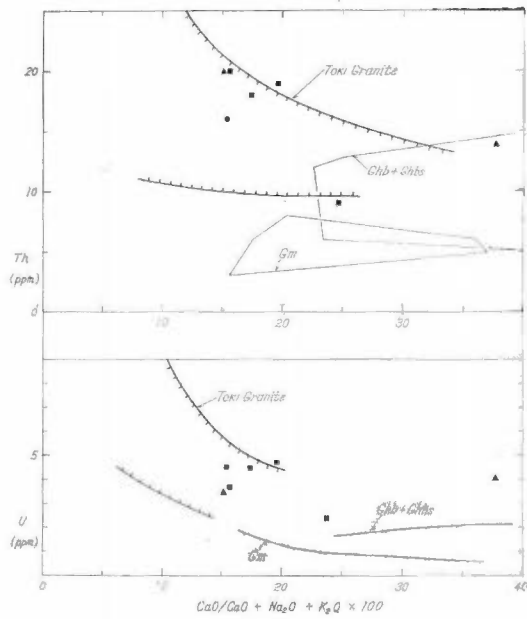 20
Toki Granite
Ghb + Ghbs
10
Th
(ppm)
Gm
0
10
20
30
40
Toki Granite
5
U
(ppm)
Ghb + Ghbs
Gm
0
10
20
30
40
CaO/CaO + Na₂O + K₂O × 100